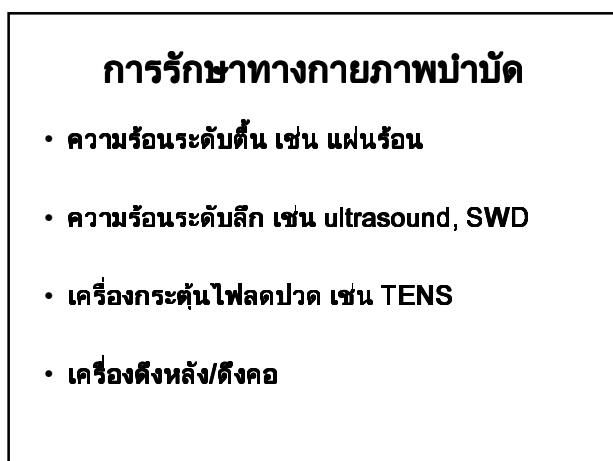 การรักษาทางกายภาพบำบัด
• ความร้อนระดับตื้น เช่น แผ่นร้อน
• ความร้อนระดับลึก เช่น ultrasound, SWD
• เครื่องกระตุ้นไฟลดปวด เช่น TENS
• เครื่องดึงหลัง/ดึงคอ